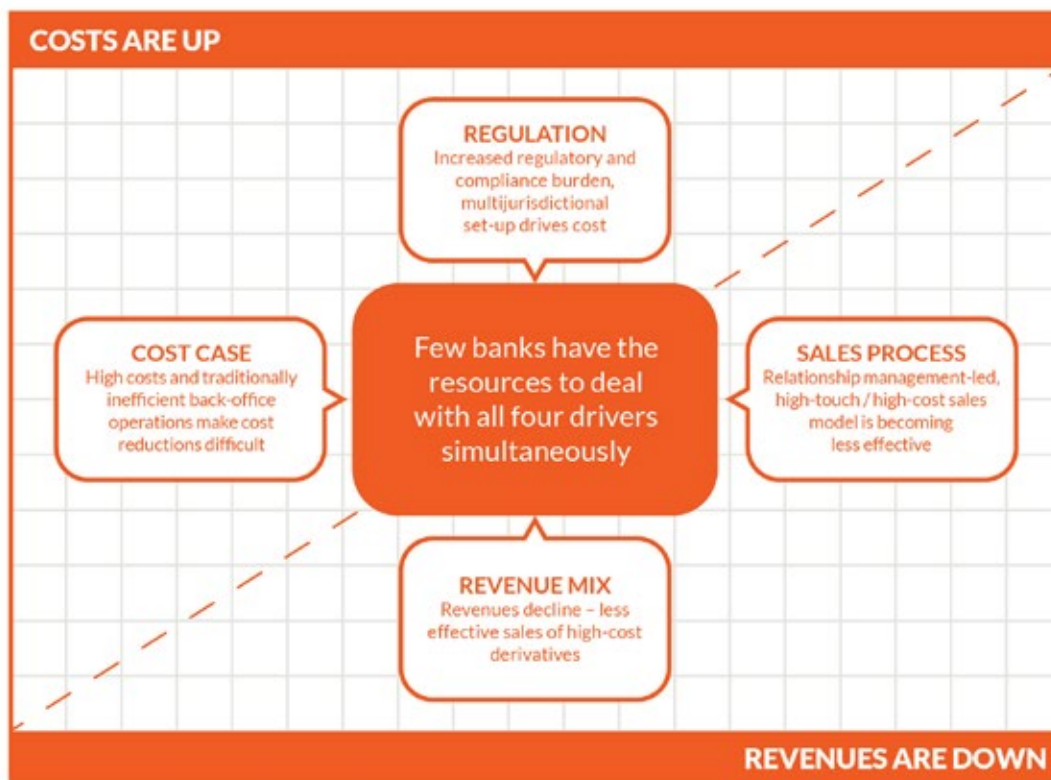 COSTS ARE UP
REGULATION
Increased regulatory and
compliance burden,
multijurisdictional
set-up drives cost
COST CASE
High costs and traditionally
inefficient back-office
operations make cost
reductions difficult
Few banks have the
resources to deal
with all four drivers
simultaneously
SALES PROCESS
Relationship management-led,
high-touch / high-cost sales
model is becoming
less effective
REVENUE MIX
Revenues decline – less
effective sales of high-cost
derivatives
REVENUES ARE DOWN